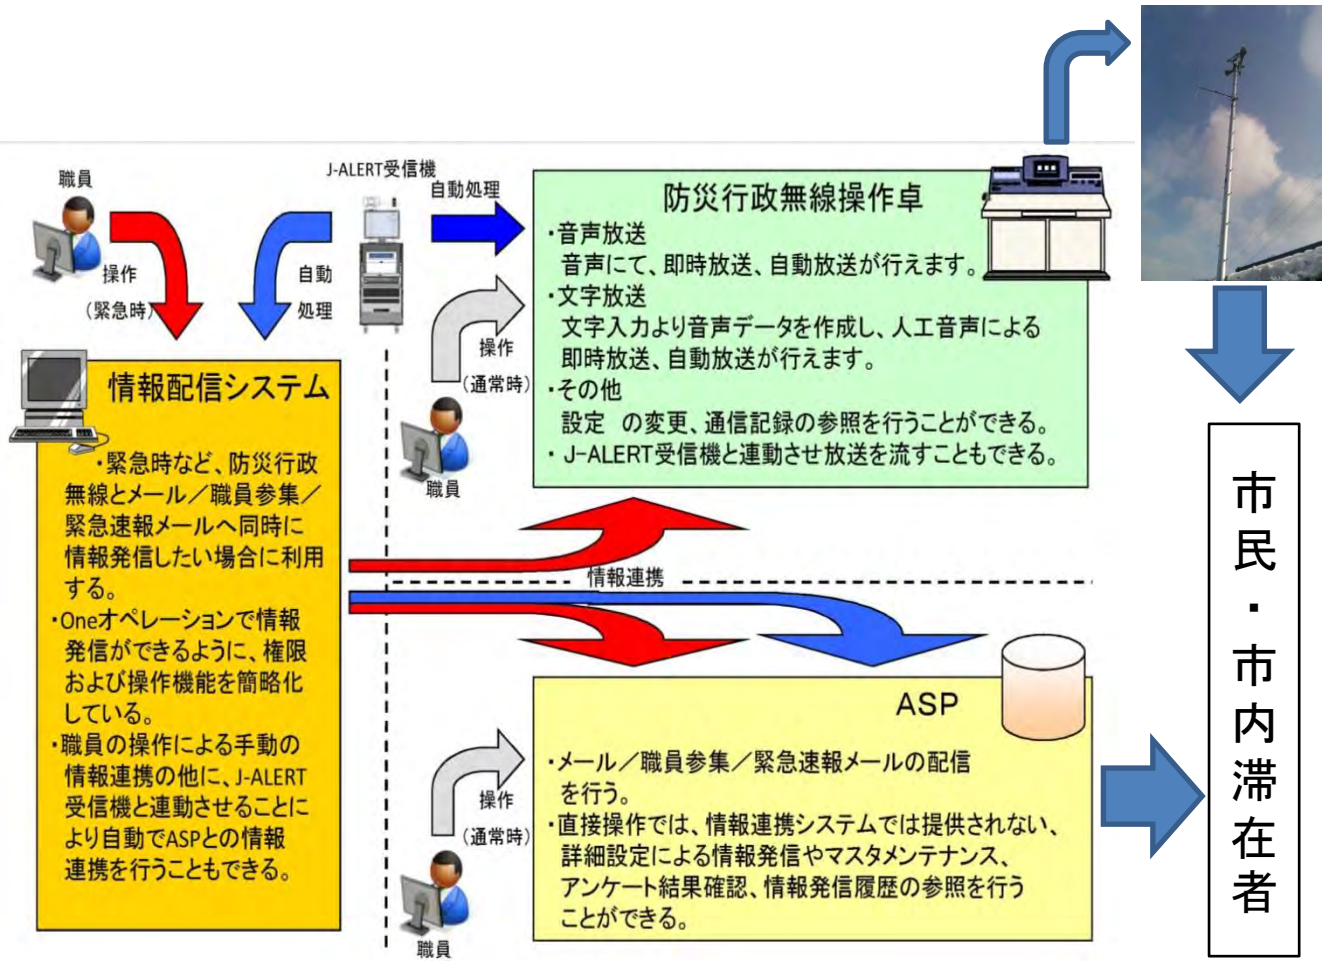 職員
操作
(緊急時)
J-ALERT受信機
自動処理
自動
処理
情報配信システム
・緊急時など、防災行政
無線とメール／職員参集／
緊急速報メールへ同時に
情報発信したい場合に利用
する。
・Oneオペレーションで情報
発信ができるように、権限
および操作機能を簡略化
している。
・職員の操作による手動の
情報連携の他に、J-ALERT
受信機と連動させることに
より自動でASPとの情報
連携を行うこともできる。
操作
(通常時)
職員
防災行政無線操作卓
・音声放送
音声にて、即時放送、自動放送が行えます。
・文字放送
文字入力より音声データを作成し、人工音声による
即時放送、自動放送が行えます。
・その他
設定 の変更、通信記録の参照を行うことができる。
・J-ALERT受信機と連動させ放送を流すこともできる。
情報連携
操作
(通常時)
職員
ASP
・メール／職員参集／緊急速報メールの配信
を行う。
・直接操作では、情報連携システムでは提供されない、
詳細設定による情報発信やマスタメンテナンス、
アンケート結果確認、情報発信履歴の参照を行う
ことができる。
市民・市内滞在者